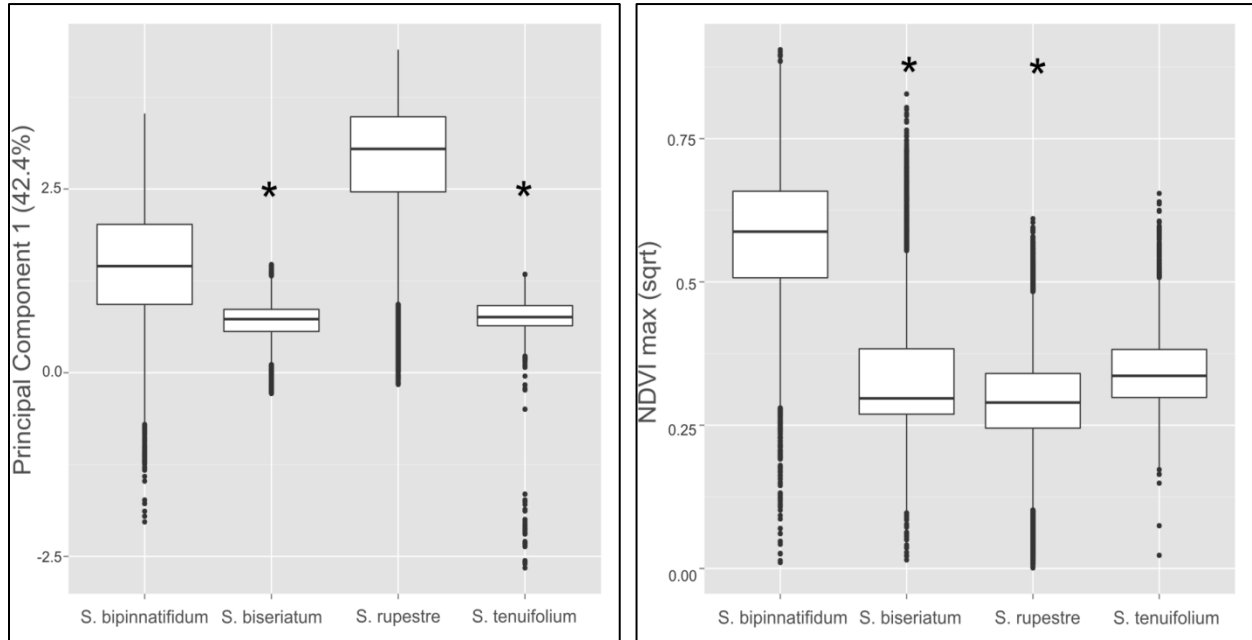 Principal Component 1 (42.4%)
2.5
0.0
-2.5
*
*
S. bipinnatifidum
S. biseriatum
S. rupestre
S. tenuifolium
NDVI max (sqrt)
0.75
0.5
0.25
0.00
*
*
S. bipinnatifidum
S. biseriatum
S. rupestre
S. tenuifolium